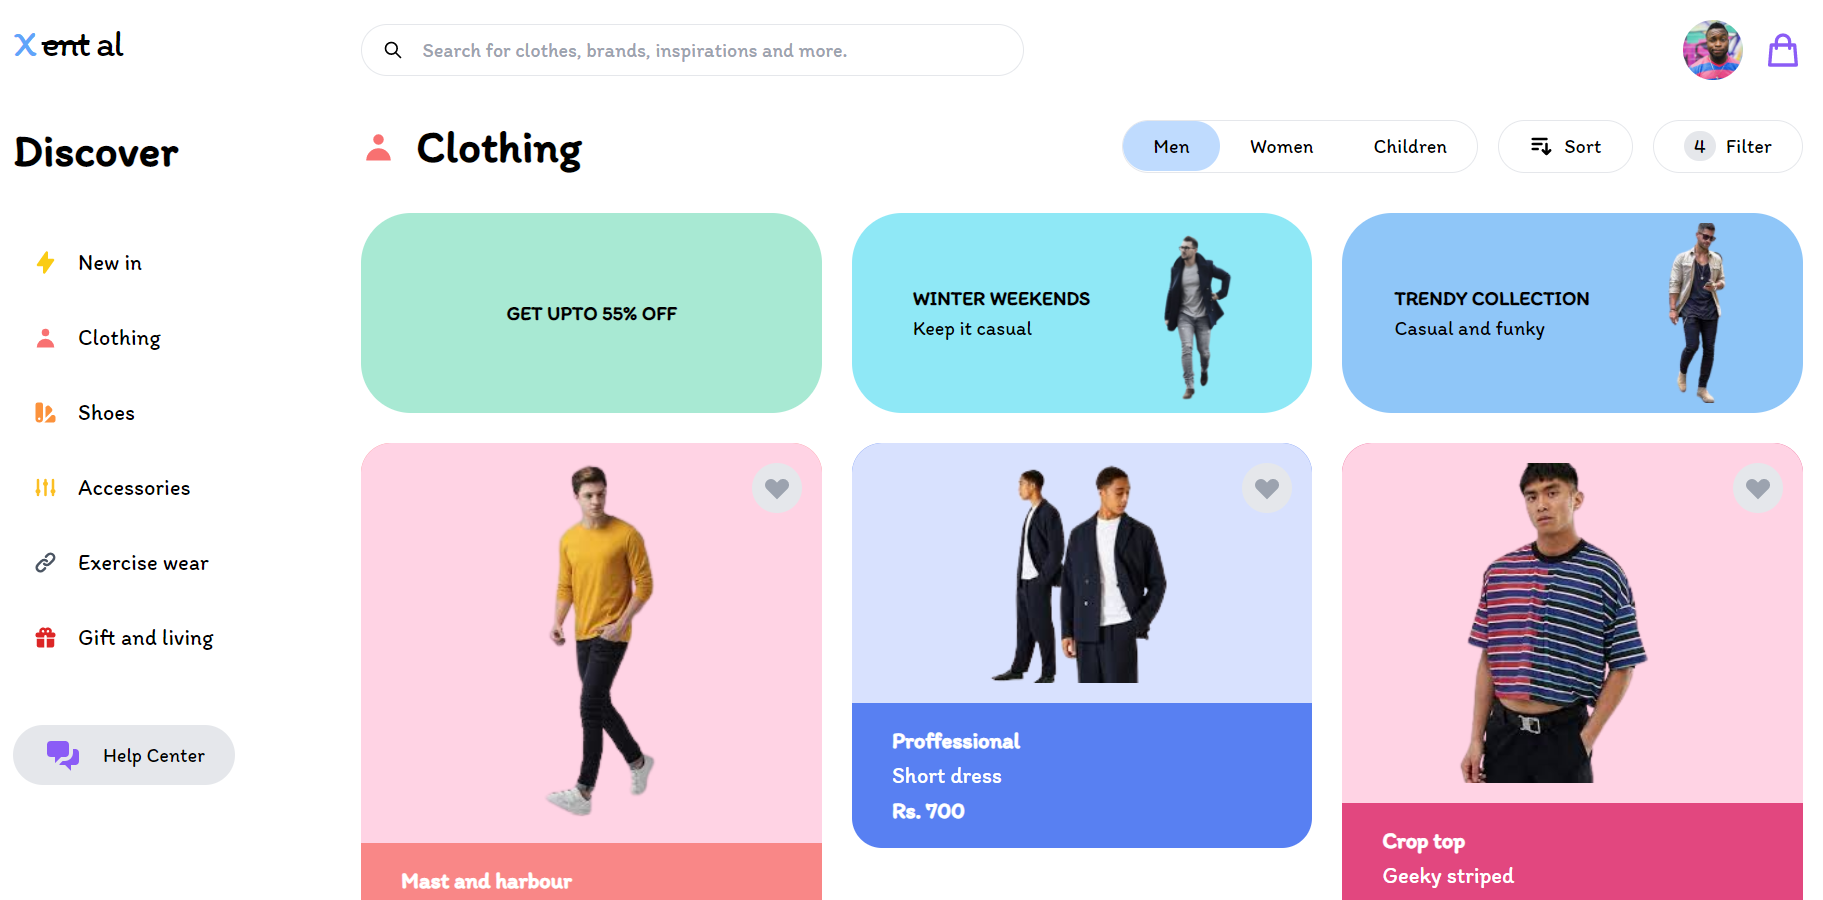 X ent al
Search for clothes, brands, inspirations and more.
Discover
Clothing
Men
Women
Children
Sort
4
Filter
New in
Clothing
Shoes
Accessories
Exercise wear
Gift and living
Help Center
GET UPTO 55% OFF
WINTER WEEKENDS
Keep it casual
TRENDY COLLECTION
Casual and funky
Mast and harbour
Proffessional
Short dress
Rs. 700
Crop top
Geeky striped